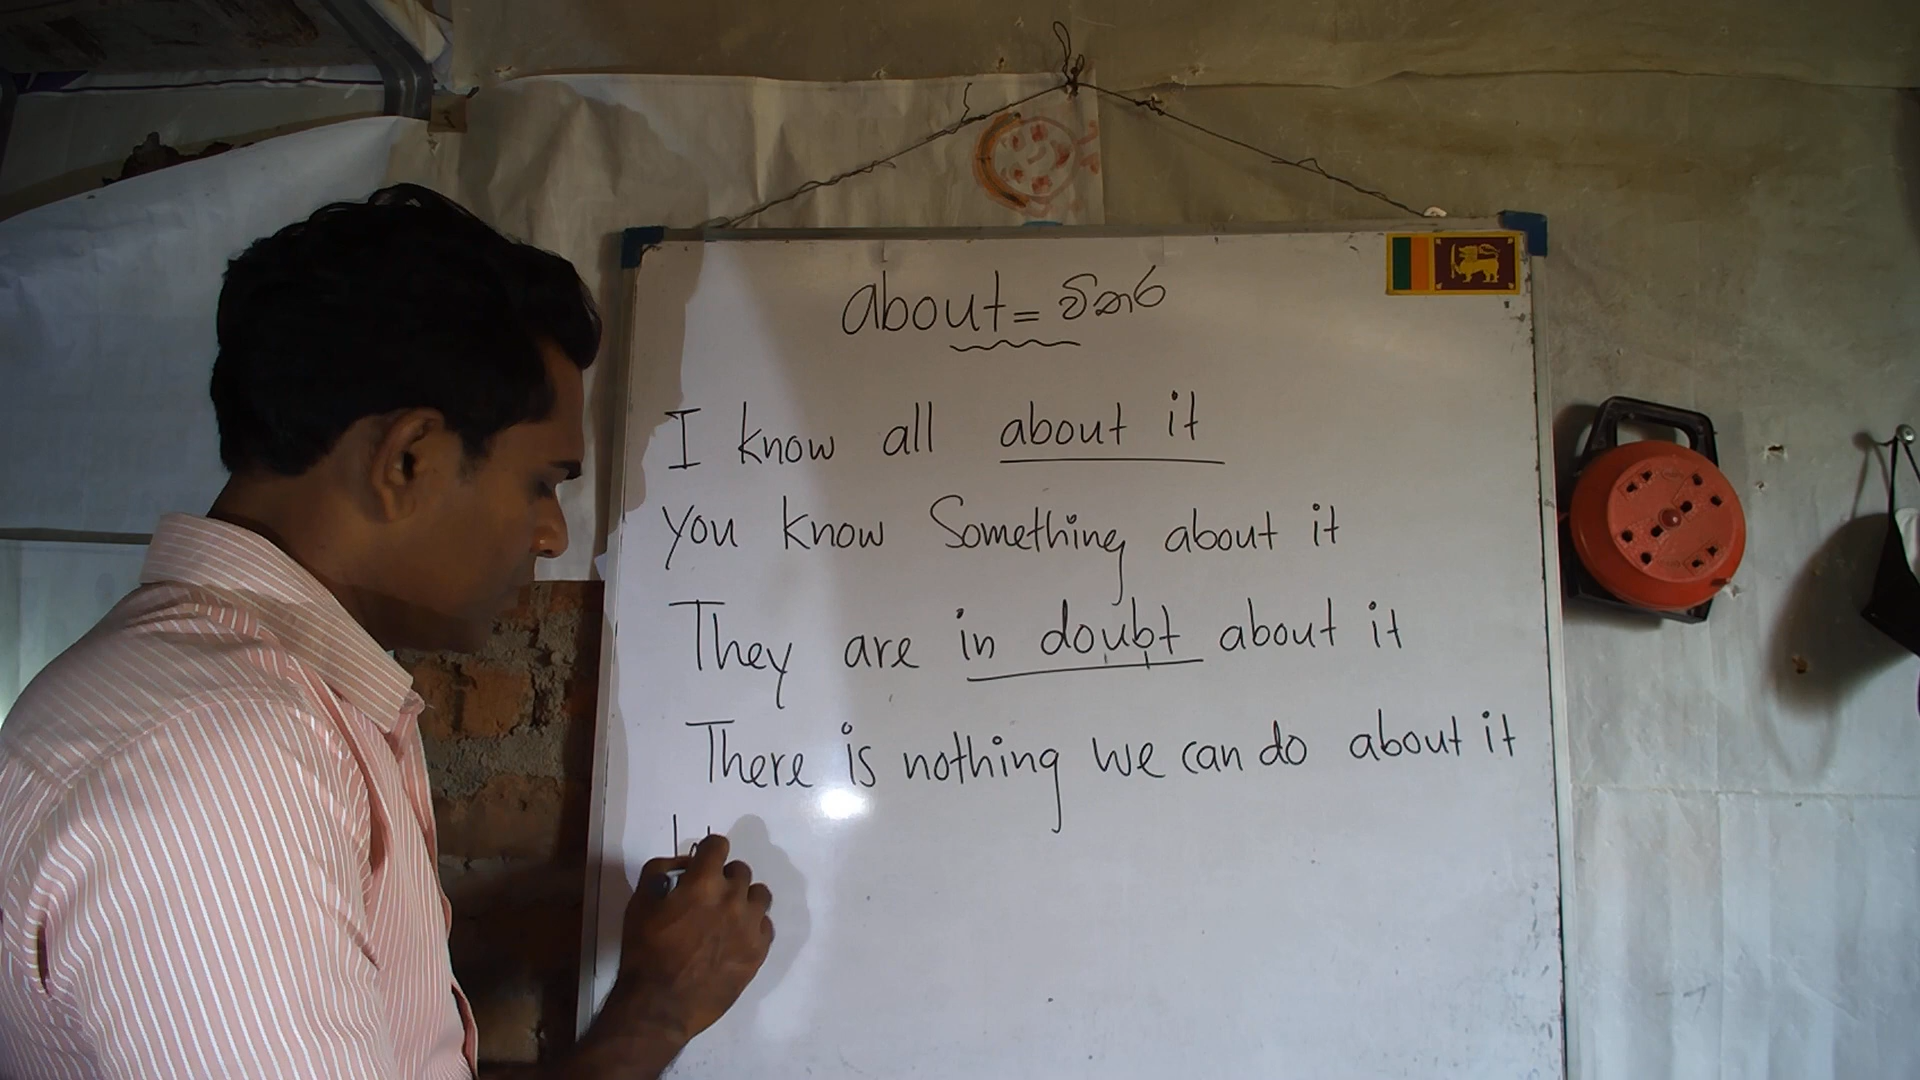 about = විතර
I know all about it
You know Something about it
They are in doubt about it
There is nothing we can do about it